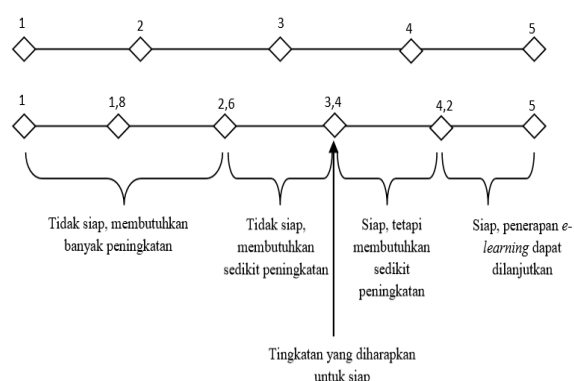 1 2 3 4 5
1 1,8 2,6 3,4 4,2 5
Tidak siap, membutuhkan
banyak peningkatan
Tidak siap,
membutuhkan
sedikit peningkatan
Siap, tetapi
membutuhkan
sedikit
peningkatan
Siap, penerapan e-
learning dapat
dilanjutkan
Tingkatan yang diharapkan
untuk siap